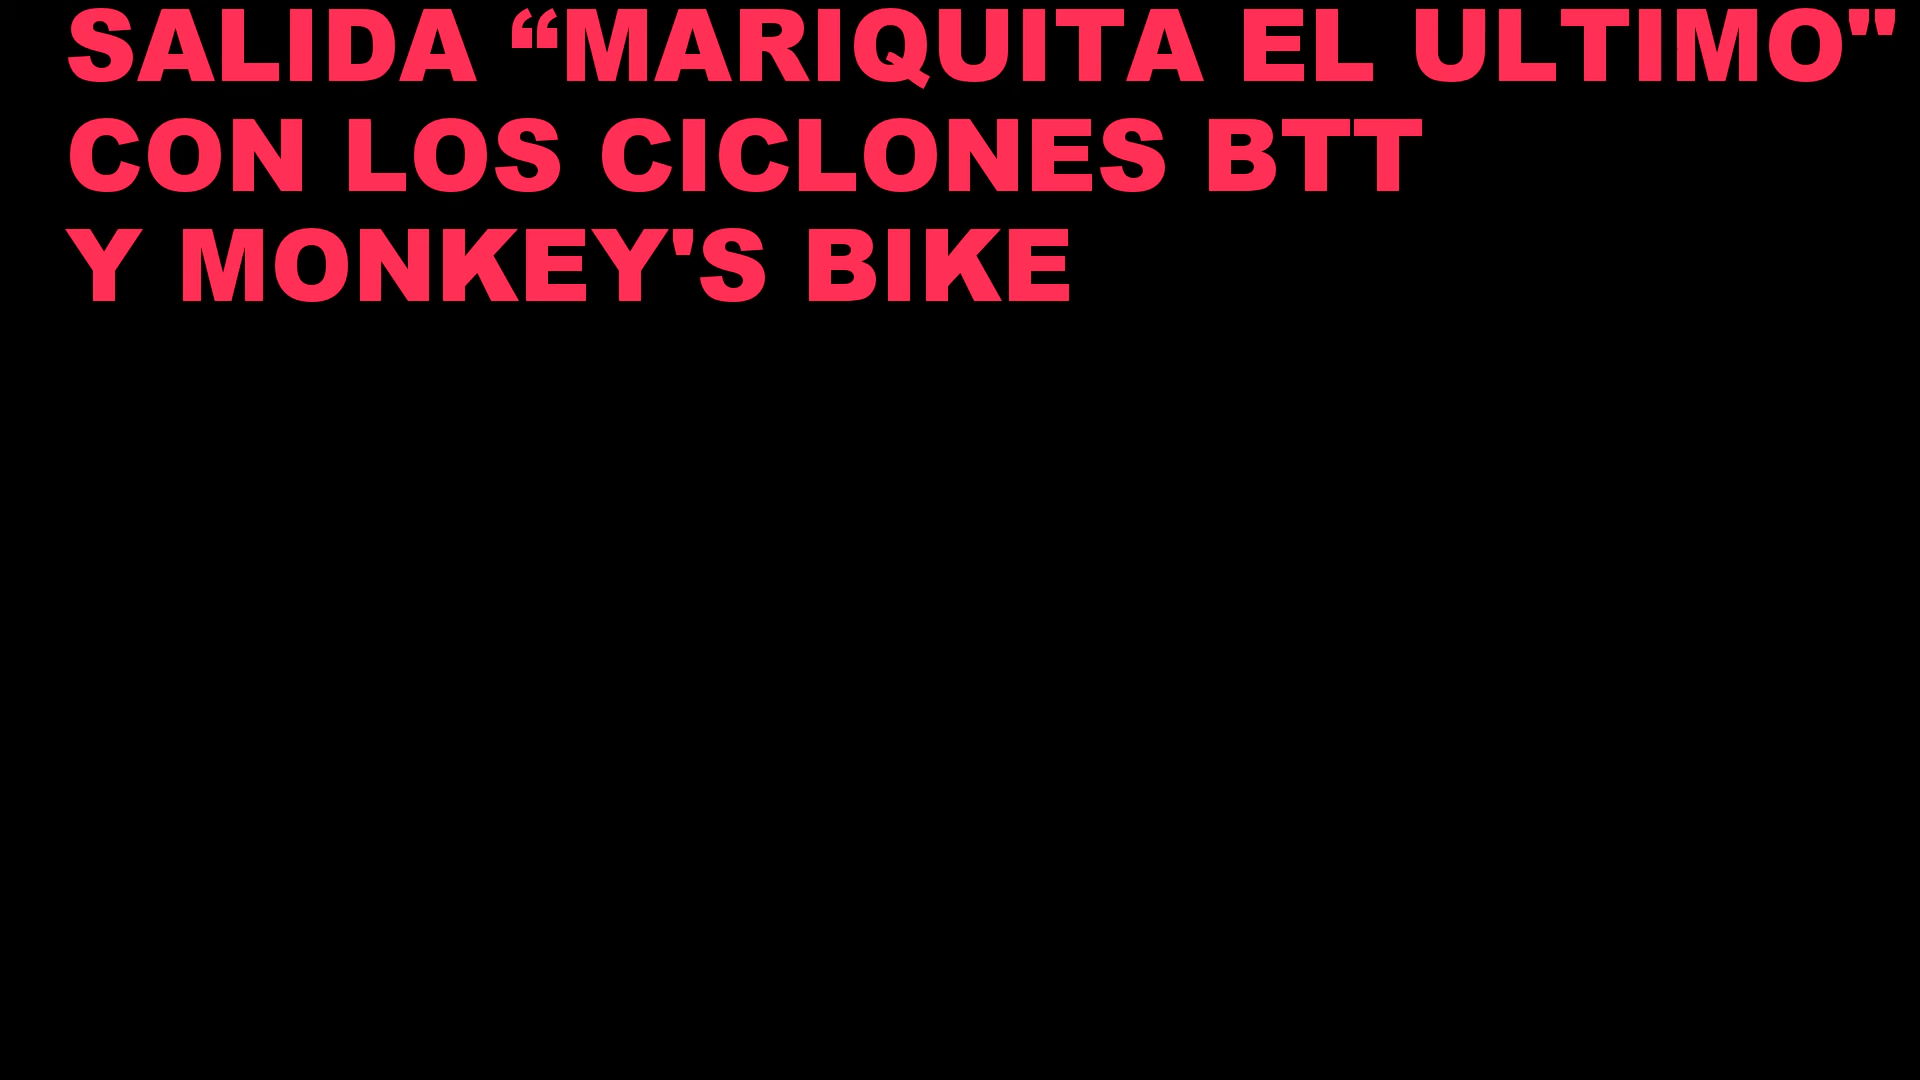 SALIDA “MARIQUITA EL ULTIMO"
CON LOS CICLONES BTT
Y MONKEY'S BIKE